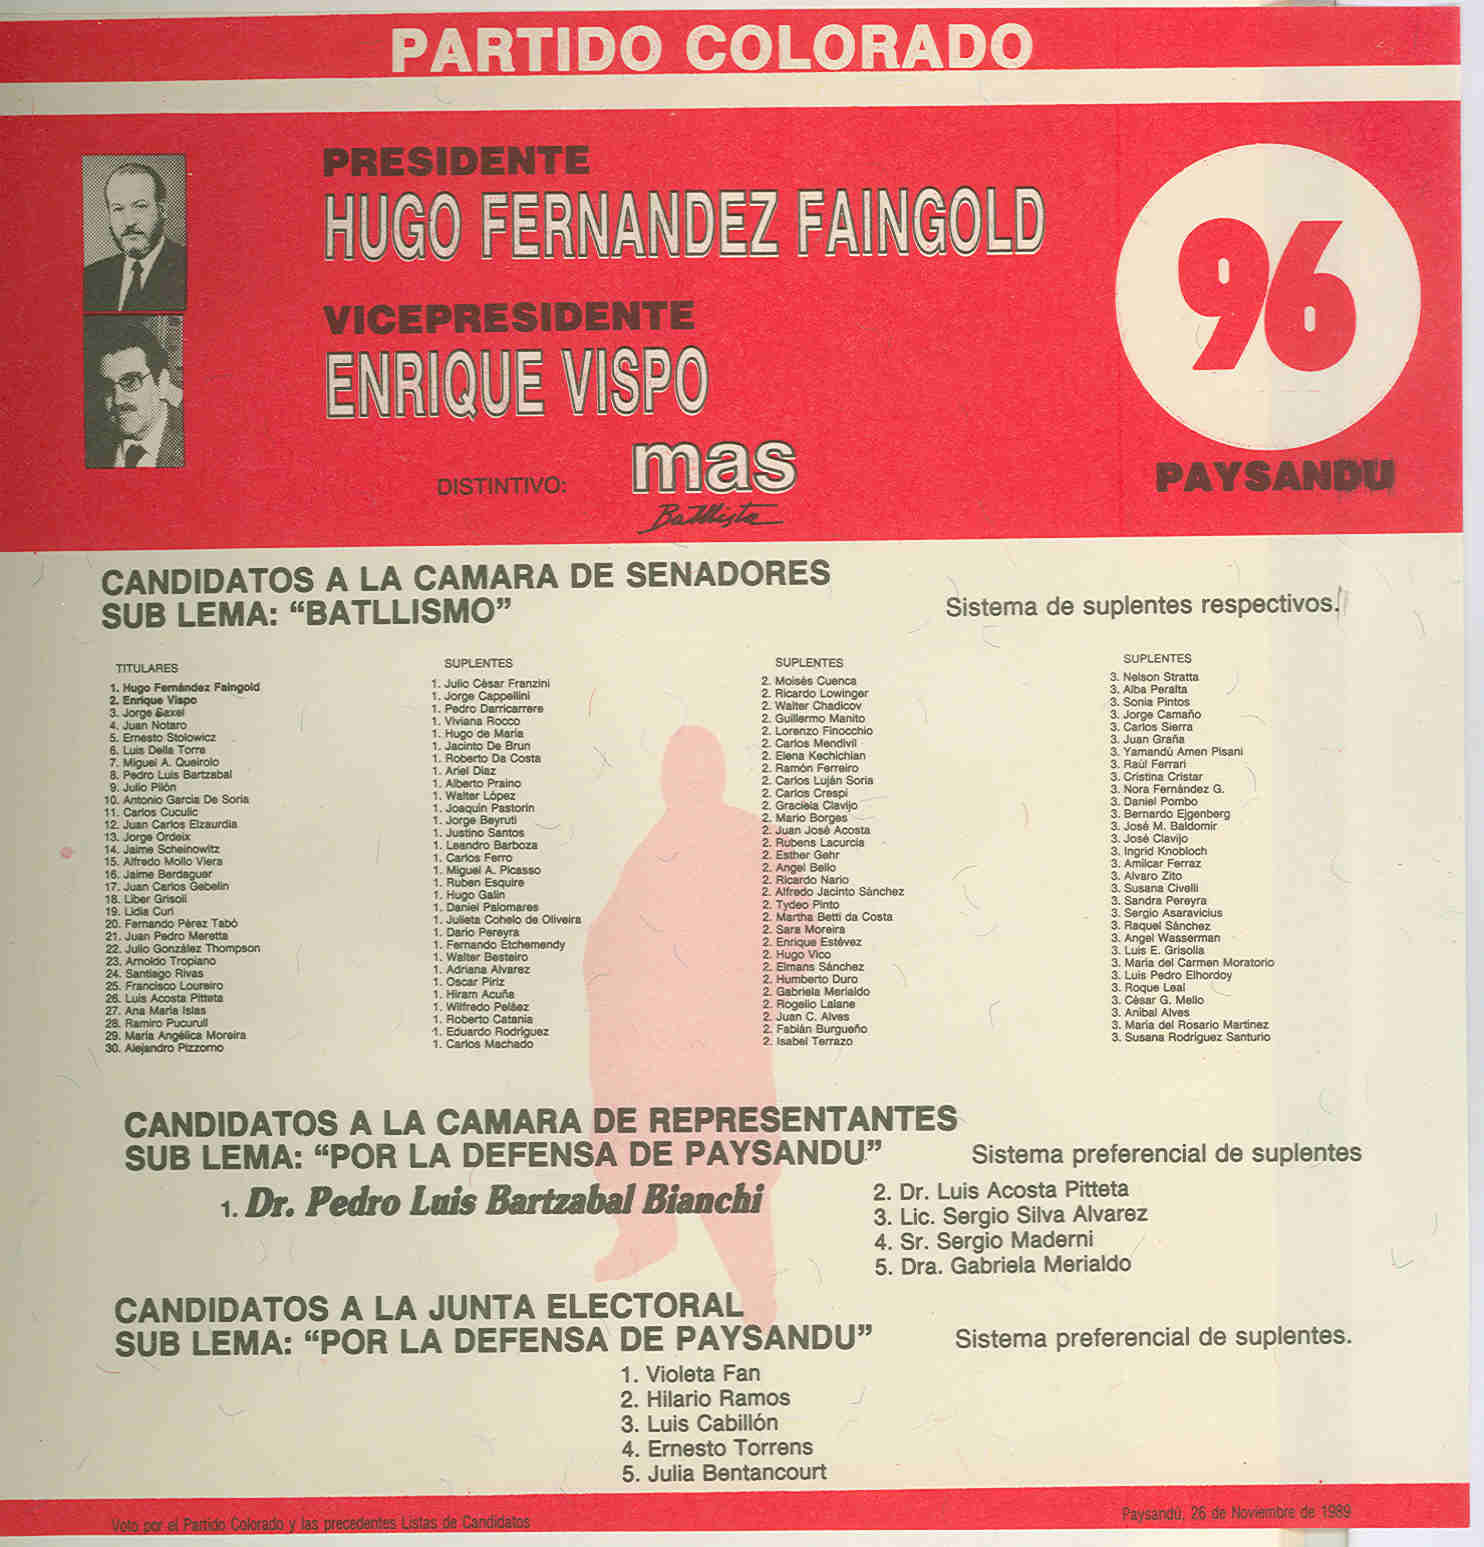 PARTIDO COLORADO
PRESIDENTE
HUGO FERNANDEZ FAINGOLD
VICEPRESIDENTE
ENRIQUE VISPO
DISTINTIVO:
mas
Batllista
96
PAYSANDU
CANDIDATOS A LA CAMARA DE SENADORES
SUB LEMA: “BATLLISMO”
Sistema de suplentes respectivos.
TITULARES
1. Hugo Fernández Faingold
2. Enrique Vispo
3. Jorge Saxel
4. Juan Notaro
5. Ernesto Stolowicz
6. Luis Della Torre
7. Miguel A. Queirolo
8. Pedro Luis Bartzabal
9. Julio Pilón
10. Antonio Garcia De Soria
11. Carlos Cuculic
12. Juan Carlos Elzaurdia
13. Jorge Ordeix
14. Jaime Scheinowitz
15. Alfredo Mollo Viera
16. Jaime Berdaguer
17. Juan Carlos Gebelin
18. Liber Grisoli
19. Lidia Curi
20. Fernando Pérez Tabó
21. Juan Pedro Meretta
22. Julio González Thompson
23. Arnoldo Tropiano
24. Santiago Rivas
25. Francisco Loureiro
26. Luis Acosta Pitteta
27. Ana María Islas
28. Ramiro Pucurull
29. María Angélica Moreira
30. Alejandro Pizzorno
SUPLENTES
1. Julio César Franzini
1. Jorge Cappellini
1. Pedro Darricarrere
1. Viviana Rocco
1. Hugo de María
1. Jacinto De Brun
1. Roberto Da Costa
1. Ariel Diaz
1. Alberto Praino
1. Walter López
1. Joaquín Pastorin
1. Jorge Beyruti
1. Justino Santos
1. Leandro Barboza
1. Carlos Ferro
1. Miguel A. Picasso
1. Ruben Esquire
1. Hugo Galin
1. Daniel Palomares
1. Julieta Cohelo de Oliveira
1. Dario Pereyra
1. Fernando Etchemendy
1. Walter Besteiro
1. Adriana Alvarez
1. Oscar Piriz
1. Hiram Acuña
1. Wilfredo Peláez
1. Roberto Catania
1. Eduardo Rodríguez
1. Carlos Machado
SUPLENTES
2. Moisés Cuenca
2. Ricardo Lowinger
2. Walter Chadicov
2. Guillermo Manito
2. Lorenzo Finocchio
2. Carlos Mendivil
2. Elena Kechichian
2. Ramón Ferreiro
2. Carlos Luján Soria
2. Carlos Crespi
2. Graciela Clavijo
2. Mario Borges
2. Juan José Acosta
2. Rubens Lacurcia
2. Esther Gehr
2. Angel Bello
2. Ricardo Nario
2. Alfredo Jacinto Sánchez
2. Tydeo Pinto
2. Martha Betti da Costa
2. Sara Moreira
2. Enrique Estévez
2. Hugo Vico
2. Elmans Sánchez
2. Humberto Duro
2. Gabriela Merialdo
2. Rogelio Lalane
2. Juan C. Alves
2. Fabián Burgueño
2. Isabel Terrazo
SUPLENTES
3. Nelson Stratta
3. Alba Peralta
3. Sonia Pintos
3. Jorge Camaño
3. Carlos Sierra
3. Juan Graña
3. Yamandú Amen Pisani
3. Raúl Ferrari
3. Cristina Cristar
3. Nora Fernández G.
3. Daniel Pombo
3. Bernardo Ejgenberg
3. José M. Baldomir
3. José Clavijo
3. Ingrid Knobloch
3. Amílcar Ferraz
3. Alvaro Zito
3. Susana Civelli
3. Sandra Pereyra
3. Sergio Asaravicius
3. Raquel Sánchez
3. Angel Wasserman
3. Luis E. Grisolía
3. María del Carmen Moratorio
3. Luis Pedro Elhordoy
3. Roque Leal
3. César G. Mello
3. Anibal Alves
3. María del Rosario Martinez
3. Susana Rodríguez Santurio
CANDIDATOS A LA CAMARA DE REPRESENTANTES
SUB LEMA: “POR LA DEFENSA DE PAYSANDU”
Sistema preferencial de suplentes
1. Dr. Pedro Luis Bartzabal Bianchi
2. Dr. Luis Acosta Pitteta
3. Lic. Sergio Silva Alvarez
4. Sr. Sergio Maderni
5. Dra. Gabriela Merialdo
CANDIDATOS A LA JUNTA ELECTORAL
SUB LEMA: “POR LA DEFENSA DE PAYSANDU”
Sistema preferencial de suplentes.
1. Violeta Fan
2. Hilario Ramos
3. Luis Cabillón
4. Ernesto Torrens
5. Julia Bentancourt
Voto por el Partido Colorado y las precedentes Listas de Candidatos
Paysandú, 26 de Noviembre de 1989